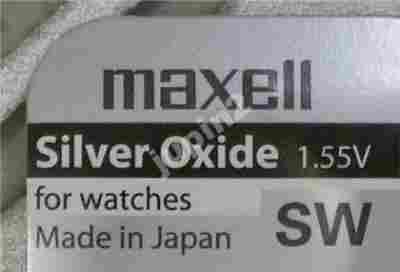 maxell
Silver Oxide 1.55V
for watches
Made in Japan SW